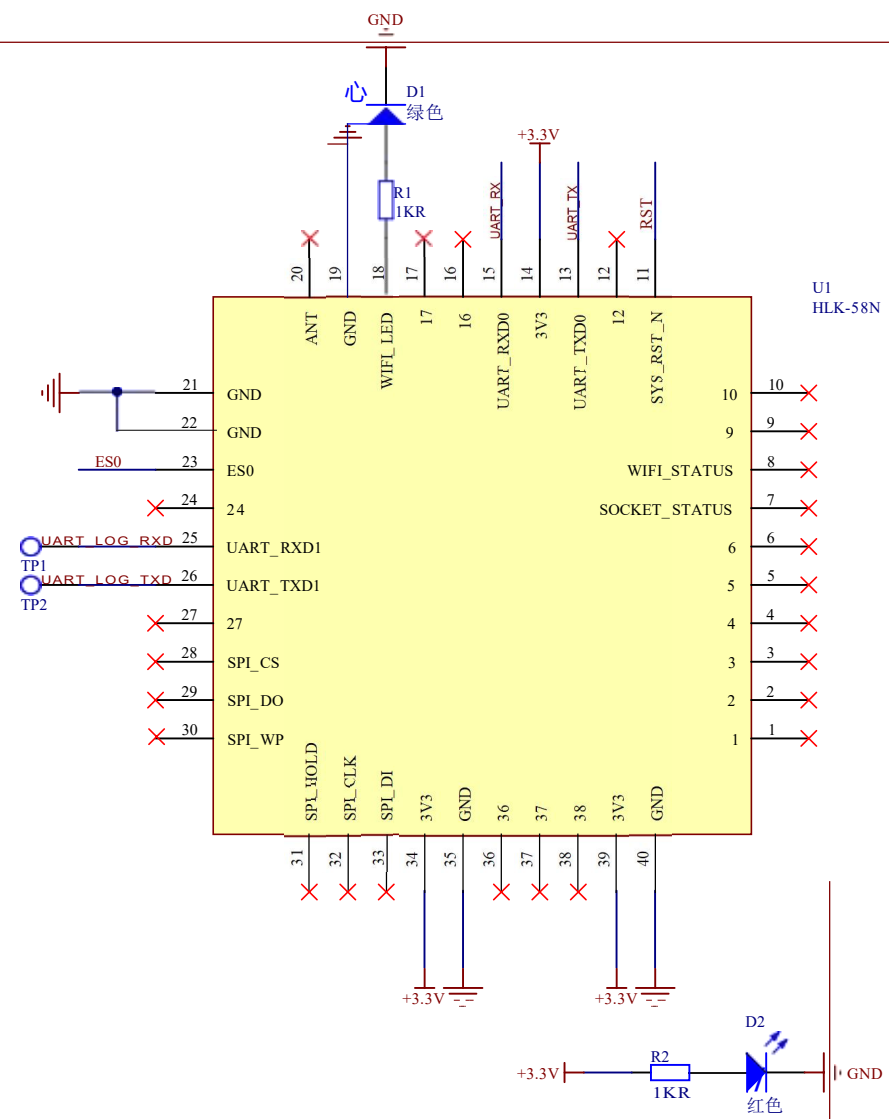 GND
心
D1
绿色
+3.3V
R1
1KR
UART_RX
UART_TX
RST
20
19
18
17
16
15
14
13
12
11
U1
HLK-58N
ANT
GND
WIFI_LED
17
16
UART_RXD0
3V3
UART_TXD0
12
SYS_RST_N
21 GND
22 GND
ES0 23 ES0
24 24
UART_LOG_RXD 25 UART_RXD1
TP1
UART_LOG_TXD 26 UART_TXD1
TP2
27 27
28 SPI_CS
29 SPI_DO
30 SPI_WP
10 10
9 9
WIFI_STATUS 8
SOCKET_STATUS 7
6 6
5 5
4 4
3 3
2 2
1 1
SPI_HOLD
SPI_CLK
SPI_DI
3V3
GND
36
37
38
3V3
GND
31
32
33
34
35
36
37
38
39
40
+3.3V
+3.3V
D2
R2
+3.3V
GND
1KR
红色